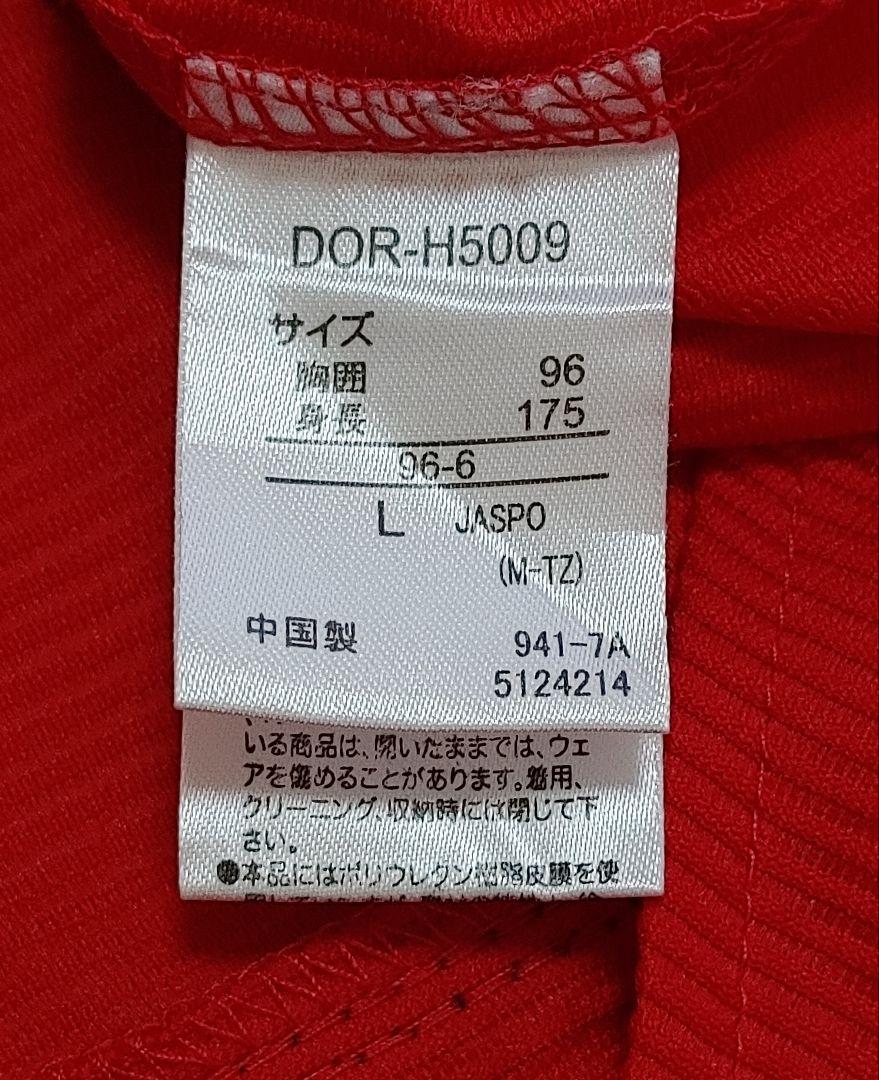 DOR-H5009
サイズ
胸囲 96
身長 175
96-6
L JASPO
(M-TZ)
中国製 941-7A
5124214
いる商品は、開いたままでは、ウェ
アを傷めることがあります。着用、
クリーニング、収納時には閉じて下
さい。
●本品にはポリウレタン樹脂皮膜を使